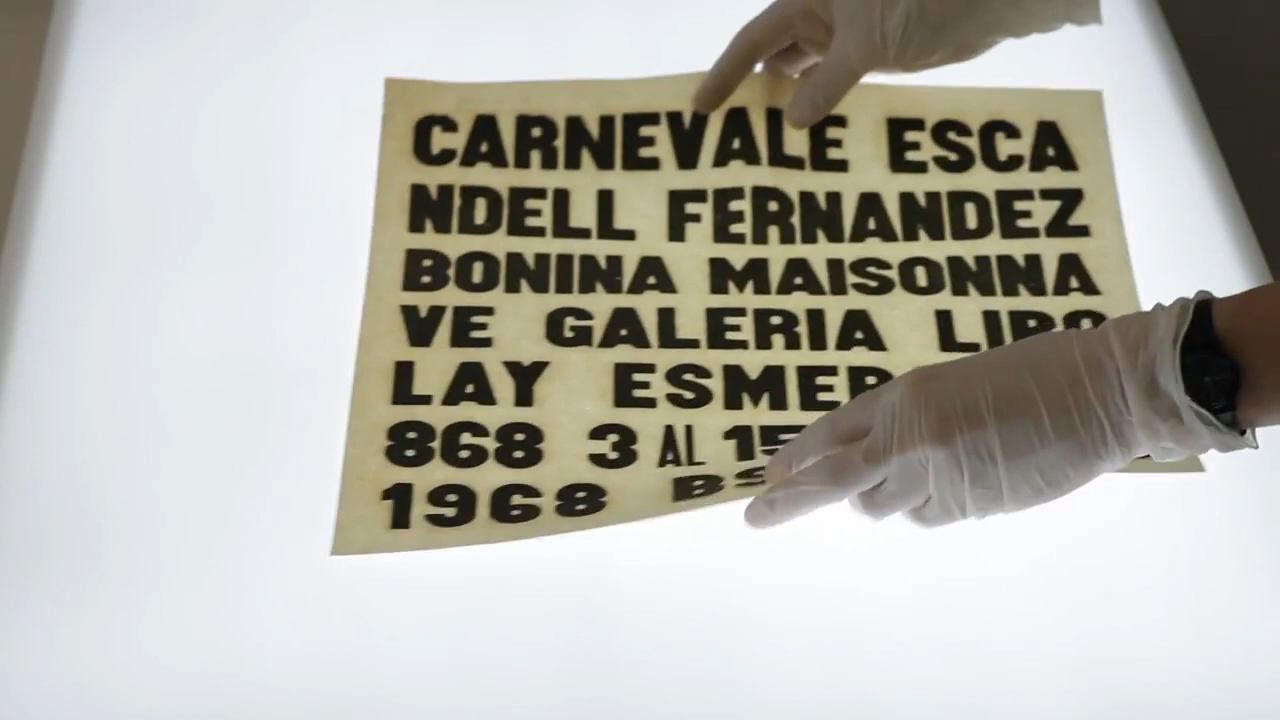 CARNEVALE ESCA
NDELL FERNANDEZ
BONINA MAISONNA
VE GALERIA
LAY
868 3 AL
1968